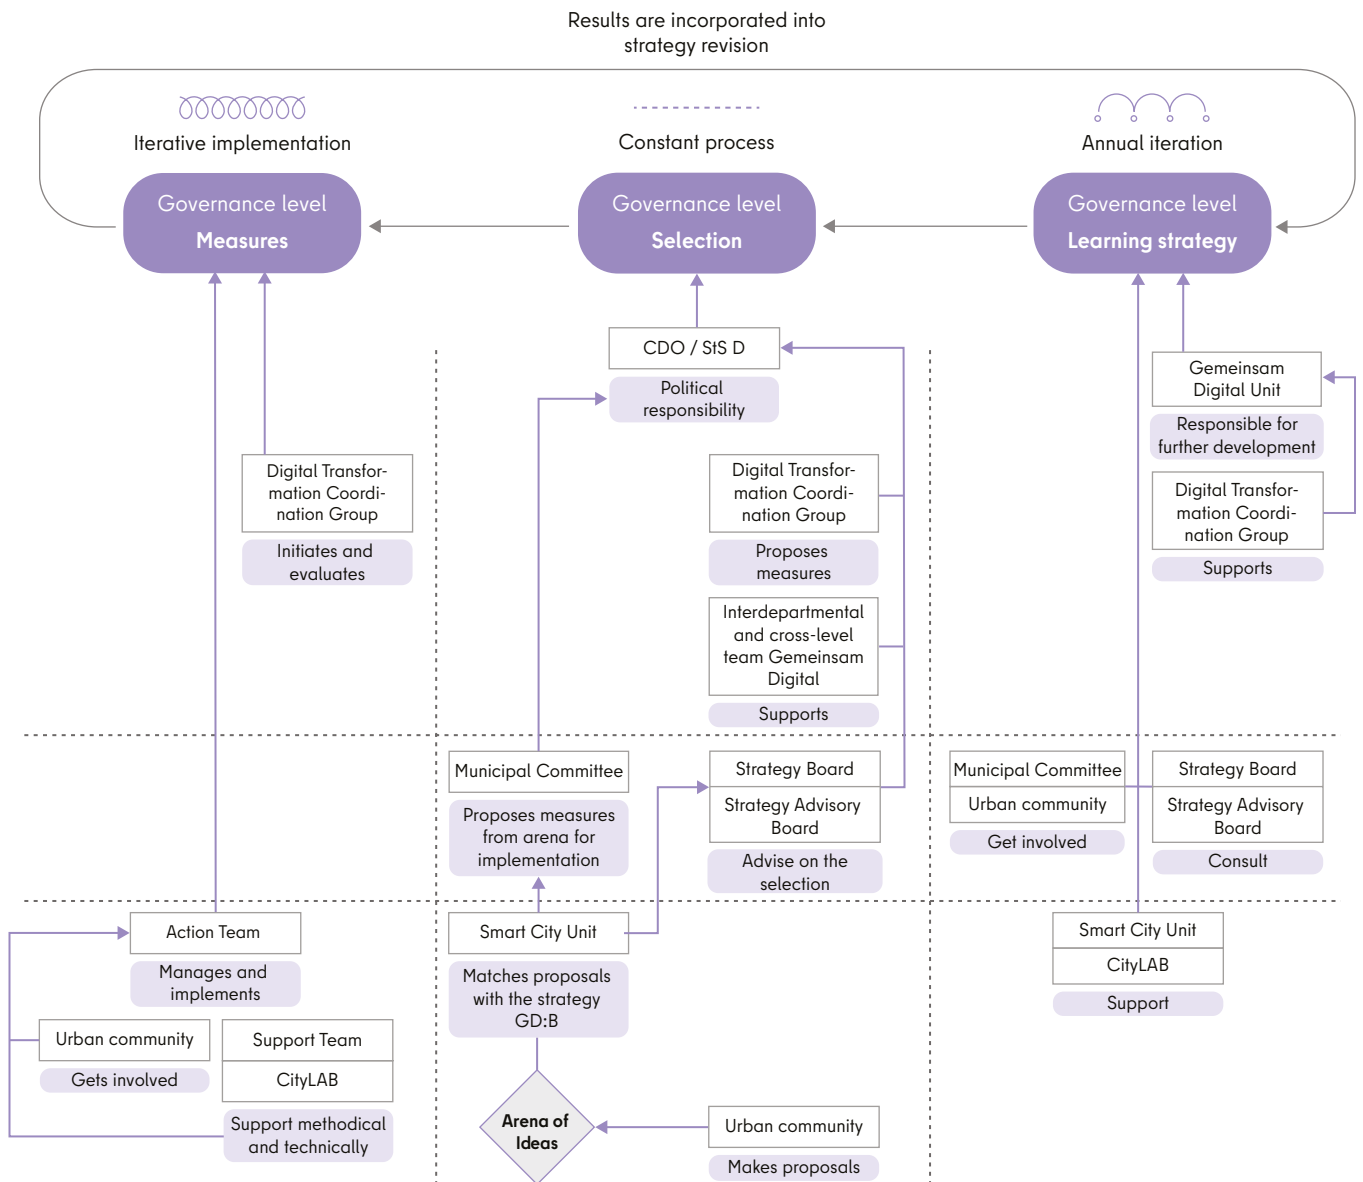 Results are incorporated into
strategy revision
Iterative implementation
Constant process
Annual iteration
Governance level
Measures
Governance level
Selection
Governance level
Learning strategy
CDO / StS D
Political
responsibility
Gemeinsam
Digital Unit
Responsible for
further development
Digital Transfor-
mation Coordi-
nation Group
Initiates and
evaluates
Digital Transfor-
mation Coordi-
nation Group
Proposes
measures
Digital Transfor-
mation Coordi-
nation Group
Supports
Interdepartmental
and cross-level
team Gemeinsam
Digital
Supports
Municipal Committee
Proposes measures
from arena for
implementation
Strategy Board
Strategy Advisory
Board
Advise on the
selection
Municipal Committee
Urban community
Get involved
Strategy Board
Strategy Advisory
Board
Consult
Action Team
Manages and
implements
Urban community
Gets involved
Support Team
CityLAB
Support methodical
and technically
Smart City Unit
Matches proposals
with the strategy
GD:B
Arena of
Ideas
Urban community
Makes proposals
Smart City Unit
CityLAB
Support